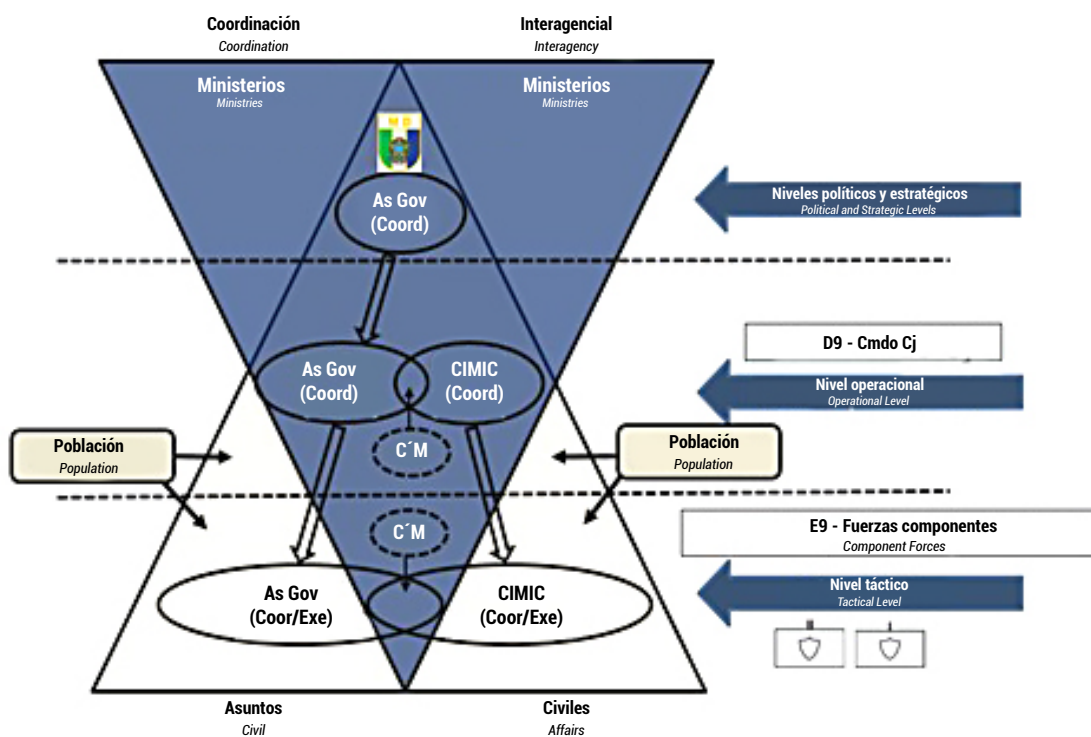 Coordinación
Coordination
Interagencial
Interagency
Ministerios
Ministries
Ministerios
Ministries
M D
As Gov
(Coord)
Niveles políticos y estratégicos
Political and Strategic Levels
D9 - Cmdo Cj
As Gov
(Coord)
CIMIC
(Coord)
Nivel operacional
Operational Level
Población
Population
C´M
Población
Population
C´M
E9 - Fuerzas componentes
Component Forces
As Gov
(Coor/Exe)
CIMIC
(Coor/Exe)
Nivel táctico
Tactical Level
Asuntos
Civil
Civiles
Affairs